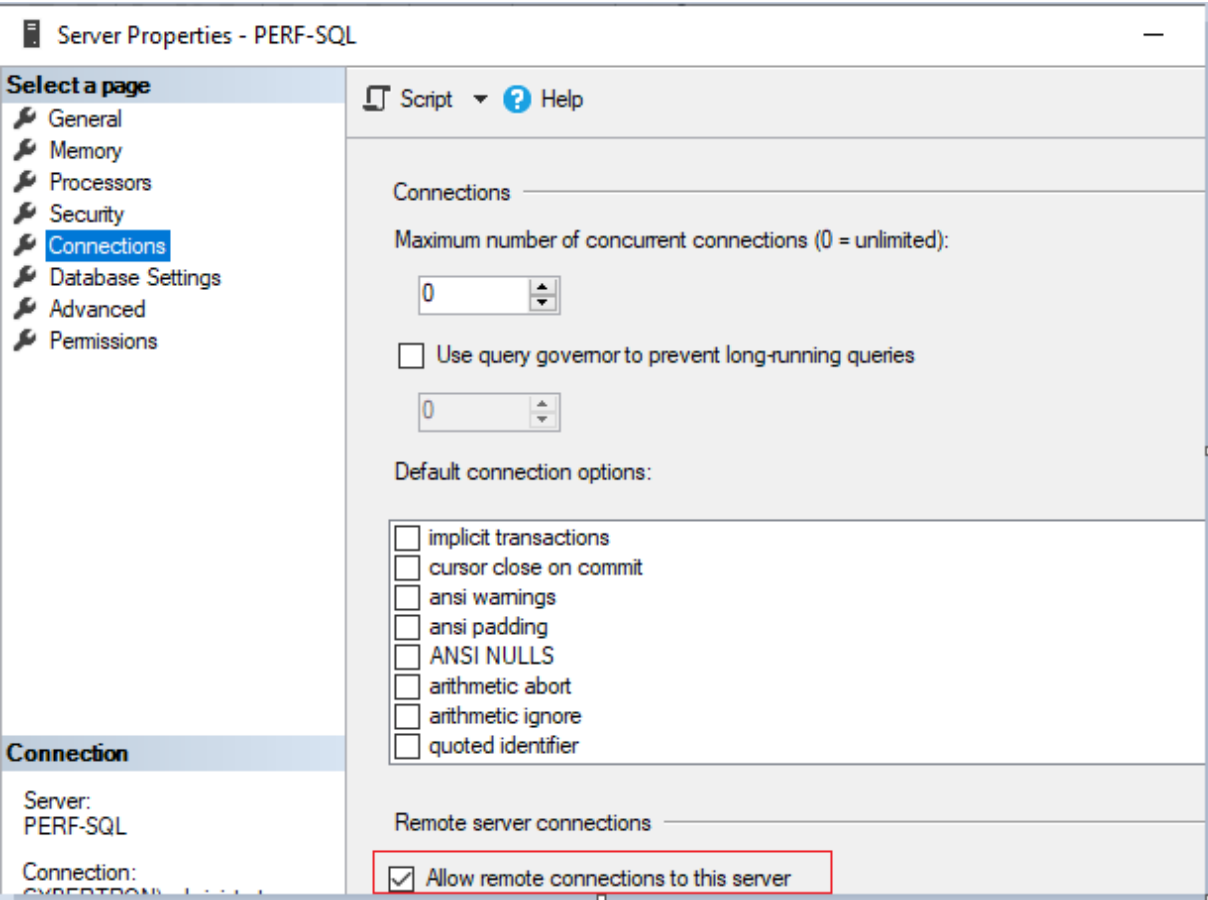 Server Properties - PERF-SQL
Select a page
General
Memory
Processors
Security
Connections
Database Settings
Advanced
Permissions
Connection
Server:
PERF-SQL
Connection:
Script
Help
Connections
Maximum number of concurrent connections (0 = unlimited):
0
Use query governor to prevent long-running queries
0
Default connection options:
implicit transactions
cursor close on commit
ansi warnings
ansi padding
ANSI NULLS
arithmetic abort
arithmetic ignore
quoted identifier
Remote server connections
Allow remote connections to this server